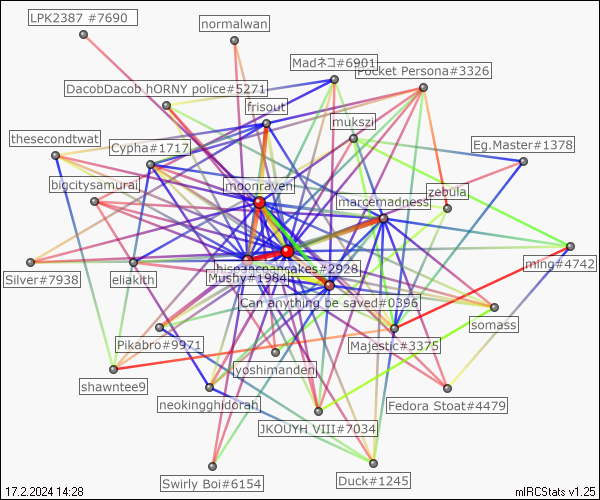 LPK2387 #7690
normalwan
Madネコ#6901
Pocket Persona#3326
DacobDacob hORNY police#5271
frisout
mukszi
thesecondtwat
Cypha#1717
Eg.Master#1378
bigcitysamurai
moonraven
zebula
marcemadness
Silver#7938
eliakith
hispancpancakes#2928
Mushy#1984
ming#4742
Can anything be saved#0396
somass
Pikabro#9971
Majestic#3375
shawntee9
yoshimanden
neokingghidorah
Fedora Stoat#4479
JKOUYH VIII#7034
Swirly Boi#6154
Duck#1245
17.2.2024 14:28
mIRCStats v1.25